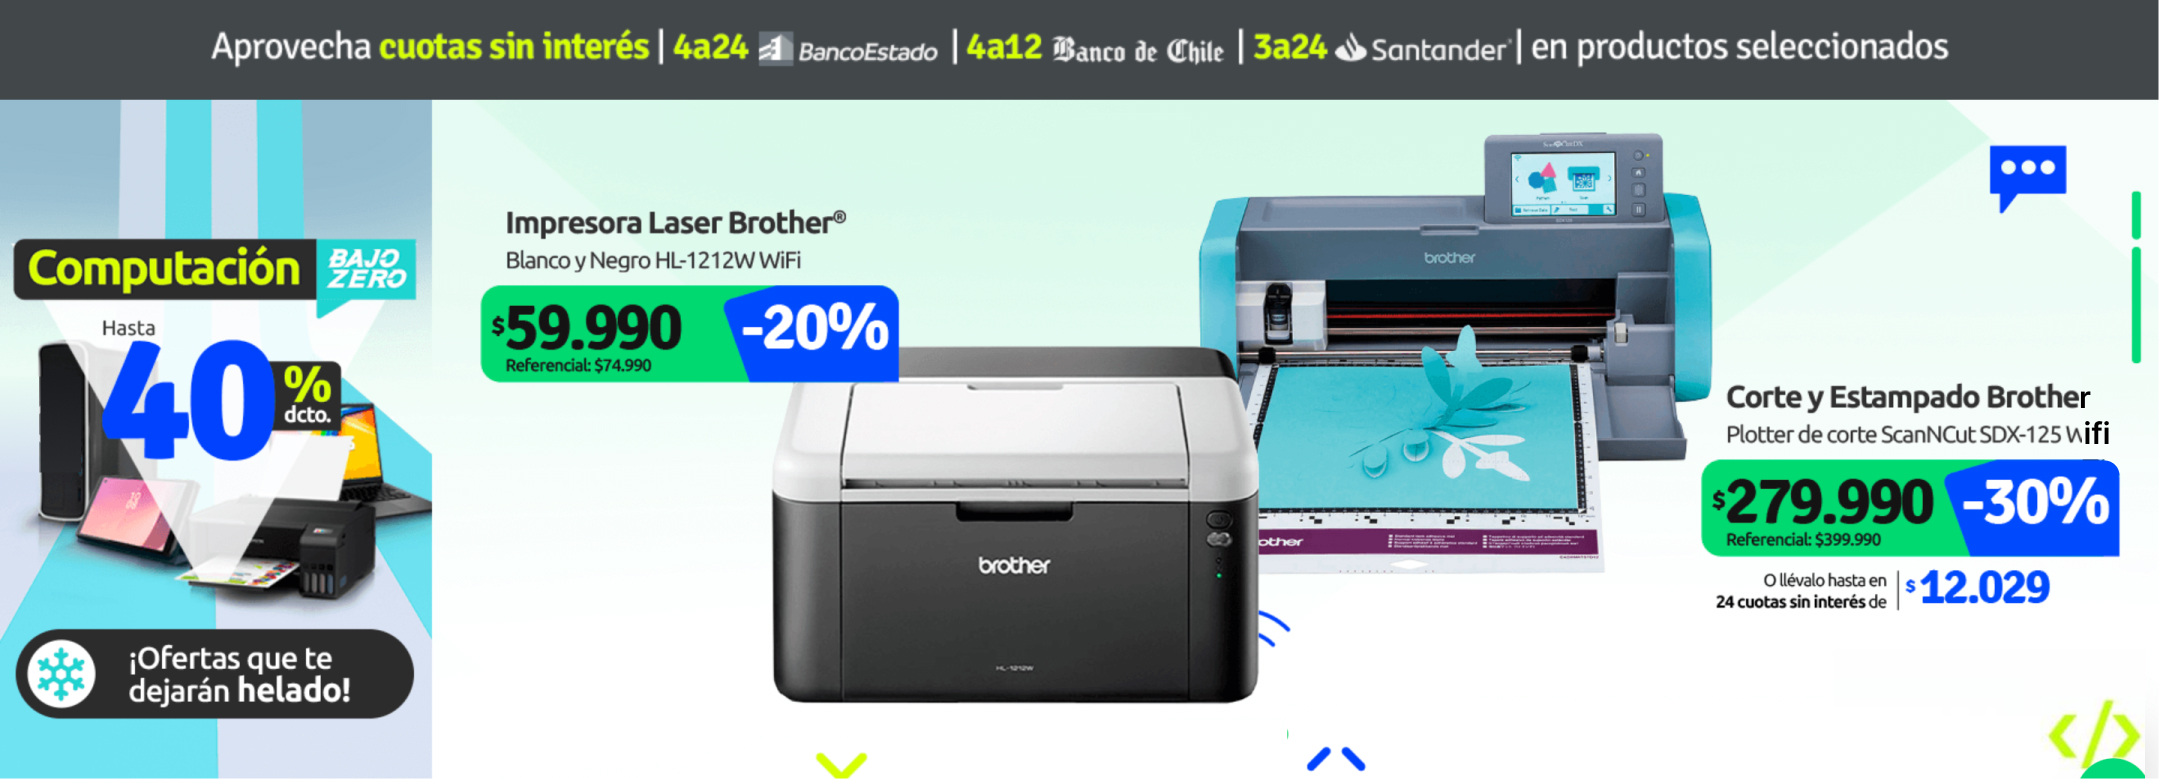 Aprovecha cuotas sin interés | 4a24 BancoEstado | 4a12 Banco de Chile | 3a24 Santander | en productos seleccionados
Computación BAJO ZERO
Hasta
40% dcto.
¡Ofertas que te
dejarán helado!
Impresora Laser Brother®
Blanco y Negro HL-1212W WiFi
$59.990 -20%
Referencial: $74.990
brother
HL-1212W
brother
Corte y Estampado Brother
Plotter de corte ScanNCut SDX-125 Wifi
$279.990 -30%
Referencial: $399.990
O llévalo hasta en
24 cuotas sin interés de | $12.029